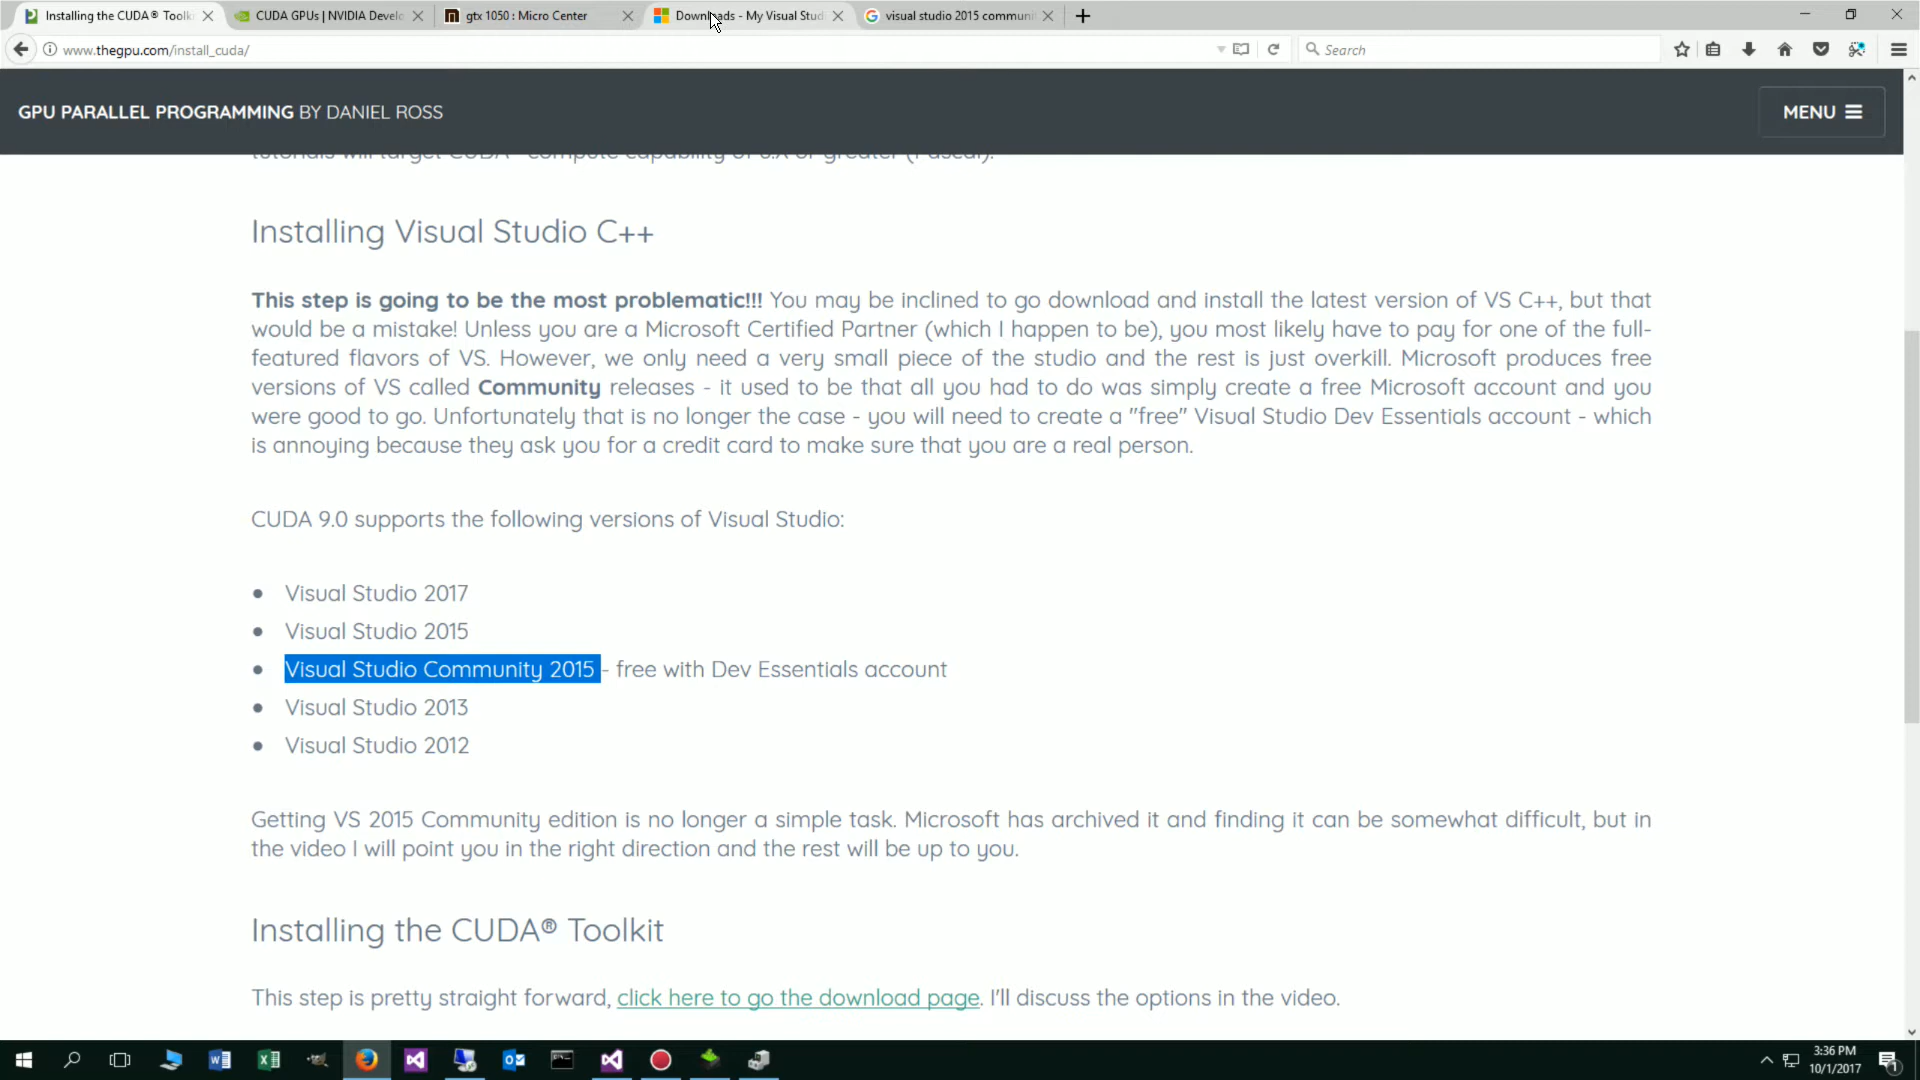 Installing the CUDA® Toolk
CUDA GPUs | NVIDIA Develo
gtx 1050 : Micro Center
Downloads - My Visual Studi
visual studio 2015 communi
www.thegpu.com/install_cuda/
Search
GPU PARALLEL PROGRAMMING BY DANIEL ROSS
MENU
tutorials will target CUDA® compute capability of 6.X or greater (Pascal).
Installing Visual Studio C++
This step is going to be the most problematic!!! You may be inclined to go download and install the latest version of VS C++, but that
would be a mistake! Unless you are a Microsoft Certified Partner (which I happen to be), you most likely have to pay for one of the full-
featured flavors of VS. However, we only need a very small piece of the studio and the rest is just overkill. Microsoft produces free
versions of VS called Community releases - it used to be that all you had to do was simply create a free Microsoft account and you
were good to go. Unfortunately that is no longer the case - you will need to create a "free" Visual Studio Dev Essentials account - which
is annoying because they ask you for a credit card to make sure that you are a real person.
CUDA 9.0 supports the following versions of Visual Studio:
● Visual Studio 2017
● Visual Studio 2015
● Visual Studio Community 2015 - free with Dev Essentials account
● Visual Studio 2013
● Visual Studio 2012
Getting VS 2015 Community edition is no longer a simple task. Microsoft has archived it and finding it can be somewhat difficult, but in
the video I will point you in the right direction and the rest will be up to you.
Installing the CUDA® Toolkit
This step is pretty straight forward, click here to go the download page. I'll discuss the options in the video.
3:36 PM
10/1/2017